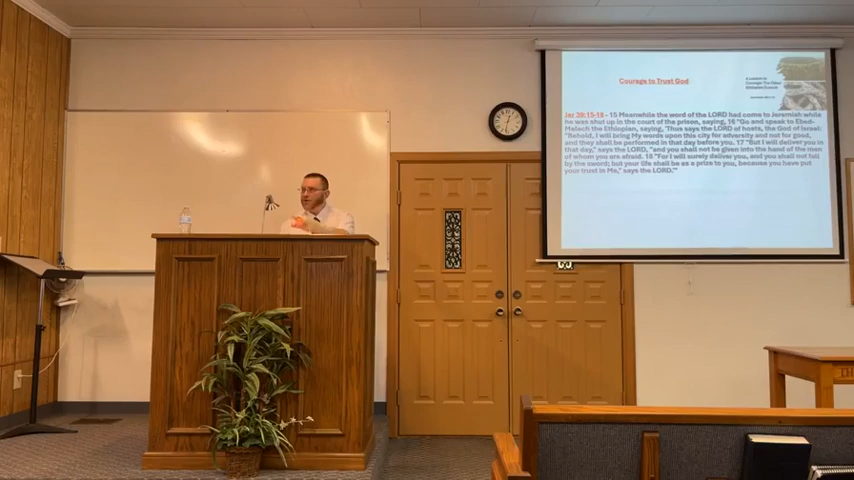 Courage to Trust God
A Lesson in
Courage: The Other
Ethiopian Eunuch
Jer 39:15-18 - 15 Meanwhile the word of the LORD had come to Jeremiah while
he was shut up in the court of the prison, saying, 16 "Go and speak to Ebed-
Melech the Ethiopian, saying, 'Thus says the LORD of hosts, the God of Israel:
"Behold, I will bring My words upon this city for adversity and not for good,
and they shall be performed in that day before you. 17 "But I will deliver you in
that day," says the LORD, "and you shall not be given into the hand of the men
of whom you are afraid. 18 "For I will surely deliver you, and you shall not fall
by the sword; but your life shall be as a prize to you, because you have put
your trust in Me," says the LORD.'"